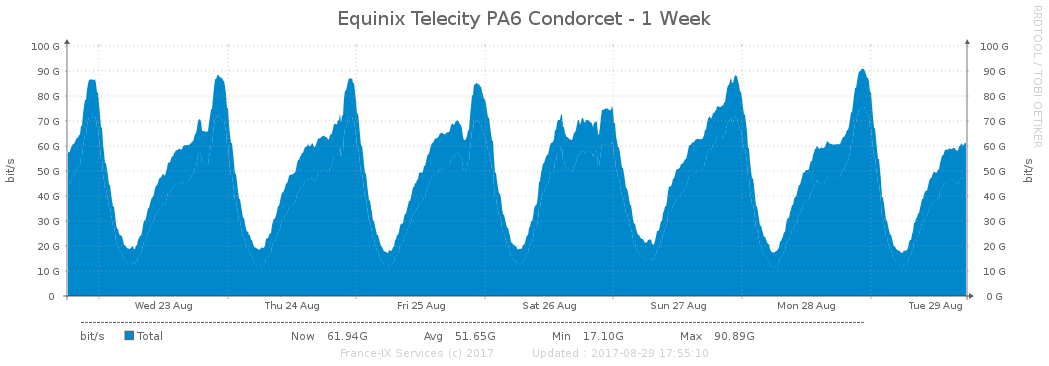 Equinix Telecity PA6 Condorcet - 1 Week
RRDTOOL / TOBI OETIKER
100 G 100 G
90 G 90 G
80 G 80 G
70 G 70 G
60 G 60 G
50 G 50 G
40 G 40 G
30 G 30 G
20 G 20 G
10 G 10 G
0 0 G
bit/s bit/s
Wed 23 Aug Thu 24 Aug Fri 25 Aug Sat 26 Aug Sun 27 Aug Mon 28 Aug Tue 29 Aug
bit/s Total Now 61.94G Avg 51.65G Min 17.10G Max 90.89G
France-IX Services (c) 2017 Updated : 2017-08-29 17:55:10